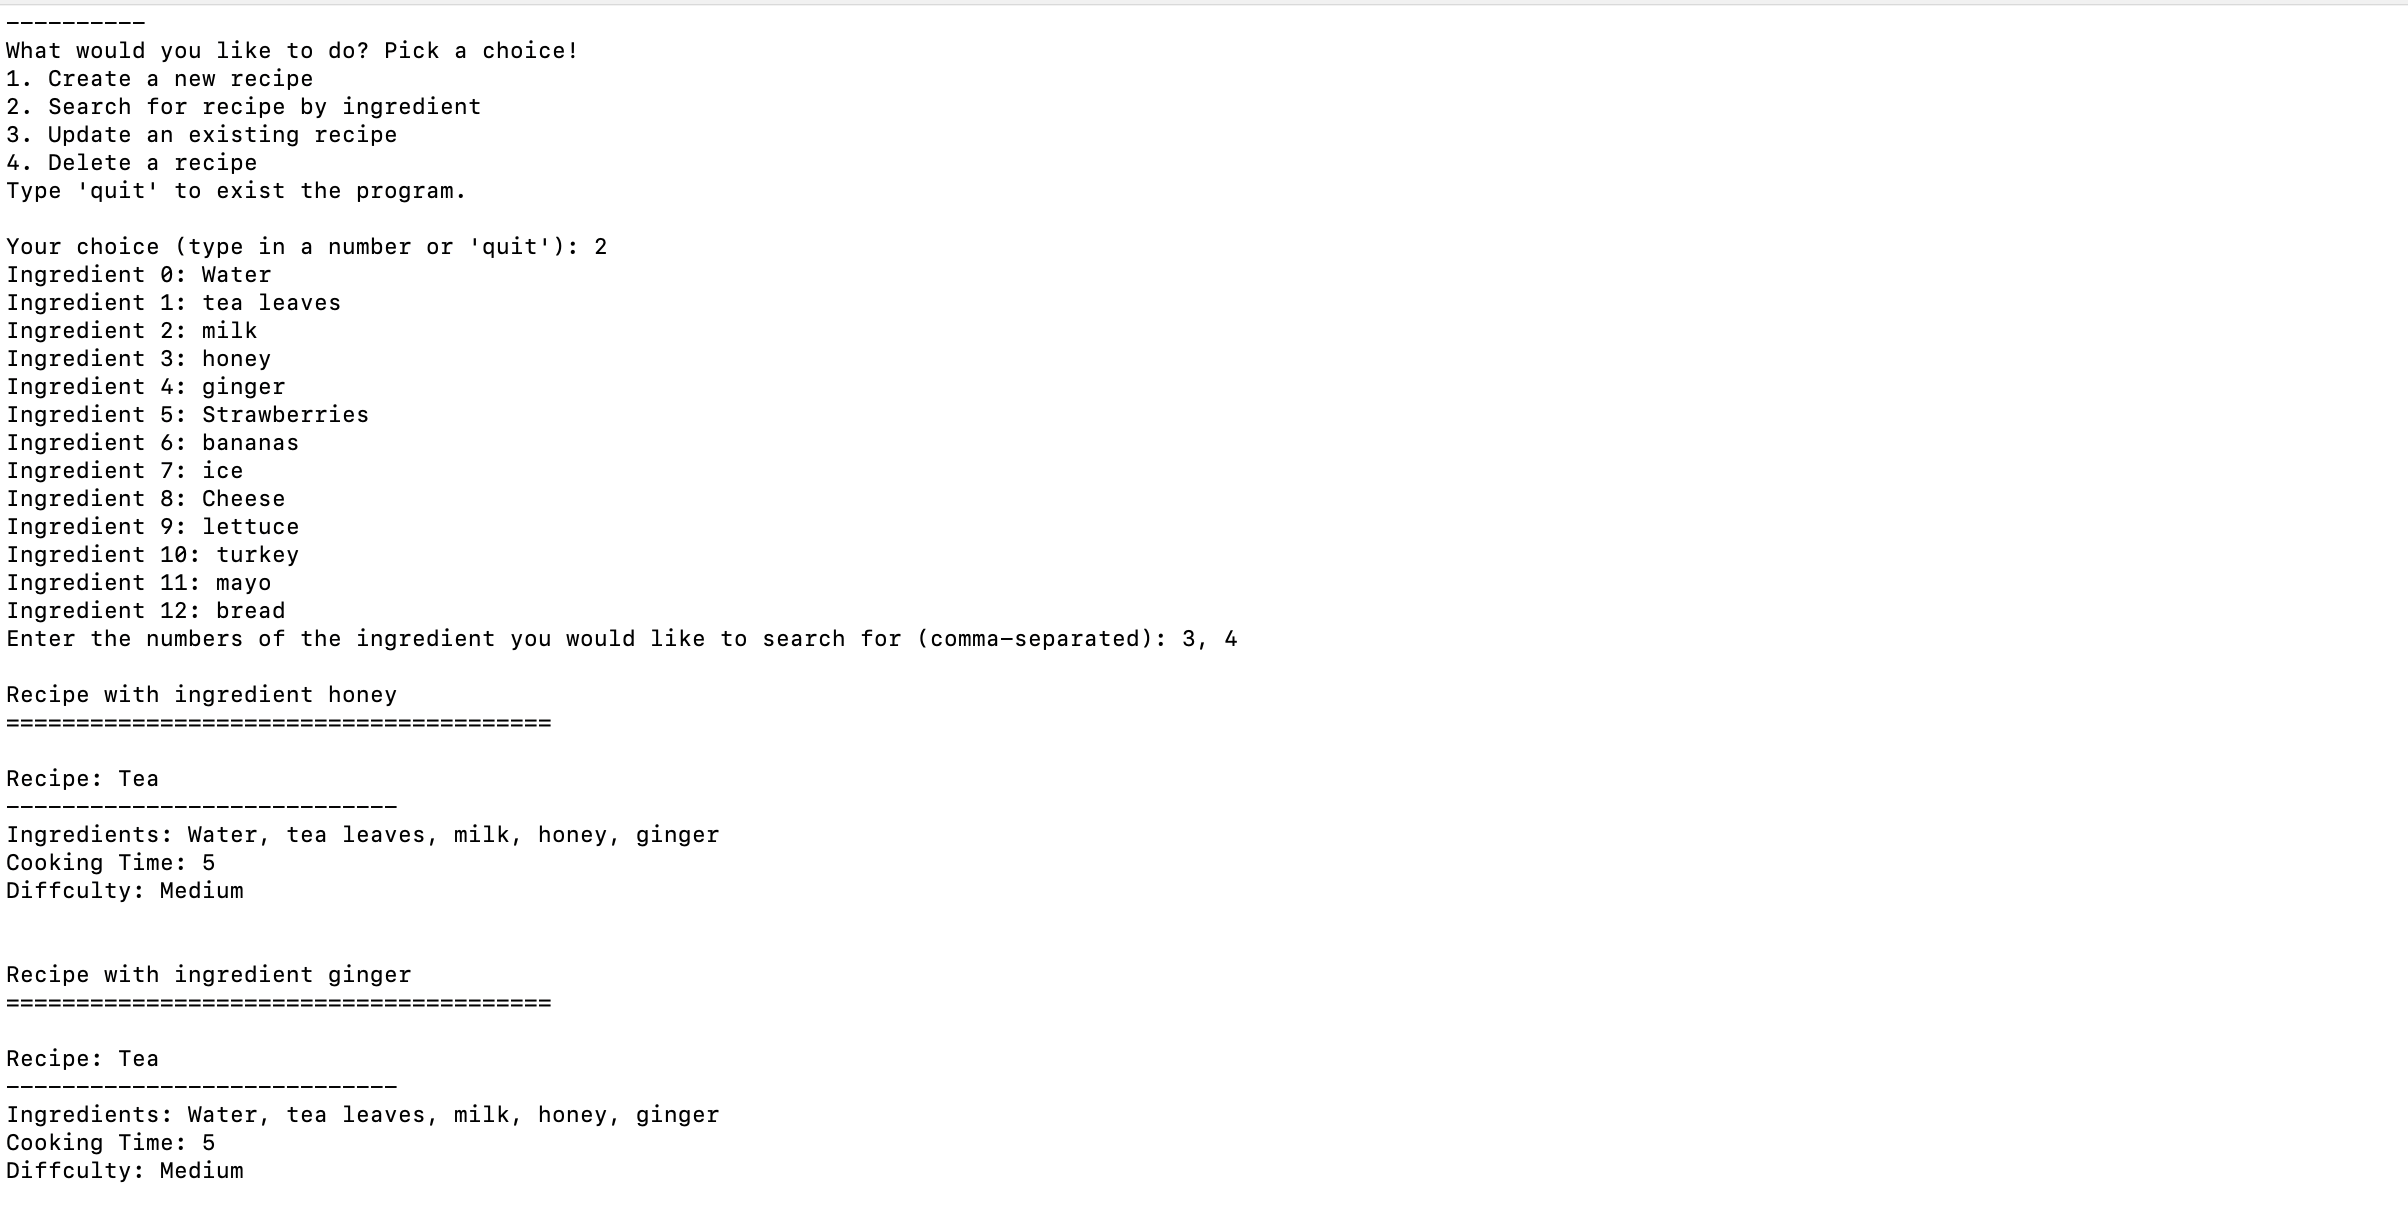 ----------
What would you like to do? Pick a choice!
1. Create a new recipe
2. Search for recipe by ingredient
3. Update an existing recipe
4. Delete a recipe
Type 'quit' to exist the program.
Your choice (type in a number or 'quit'): 2
Ingredient 0: Water
Ingredient 1: tea leaves
Ingredient 2: milk
Ingredient 3: honey
Ingredient 4: ginger
Ingredient 5: Strawberries
Ingredient 6: bananas
Ingredient 7: ice
Ingredient 8: Cheese
Ingredient 9: lettuce
Ingredient 10: turkey
Ingredient 11: mayo
Ingredient 12: bread
Enter the numbers of the ingredient you would like to search for (comma-separated): 3, 4
Recipe with ingredient honey
=======================================
Recipe: Tea
----------------------------
Ingredients: Water, tea leaves, milk, honey, ginger
Cooking Time: 5
Diffculty: Medium
Recipe with ingredient ginger
=======================================
Recipe: Tea
----------------------------
Ingredients: Water, tea leaves, milk, honey, ginger
Cooking Time: 5
Diffculty: Medium